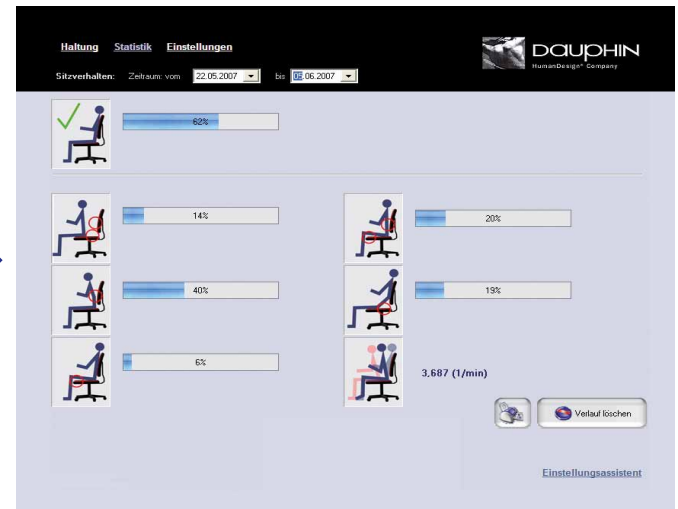 Haltung Statistik Einstellungen
DAUPHIN
HumanDesign® Company
Sitzverhalten: Zeitraum: vom 22.05.2007 bis 05.06.2007
62%
14% 20%
40% 19%
6% 3,687 (1/min)
Verlauf löschen
Einstellungsassistent